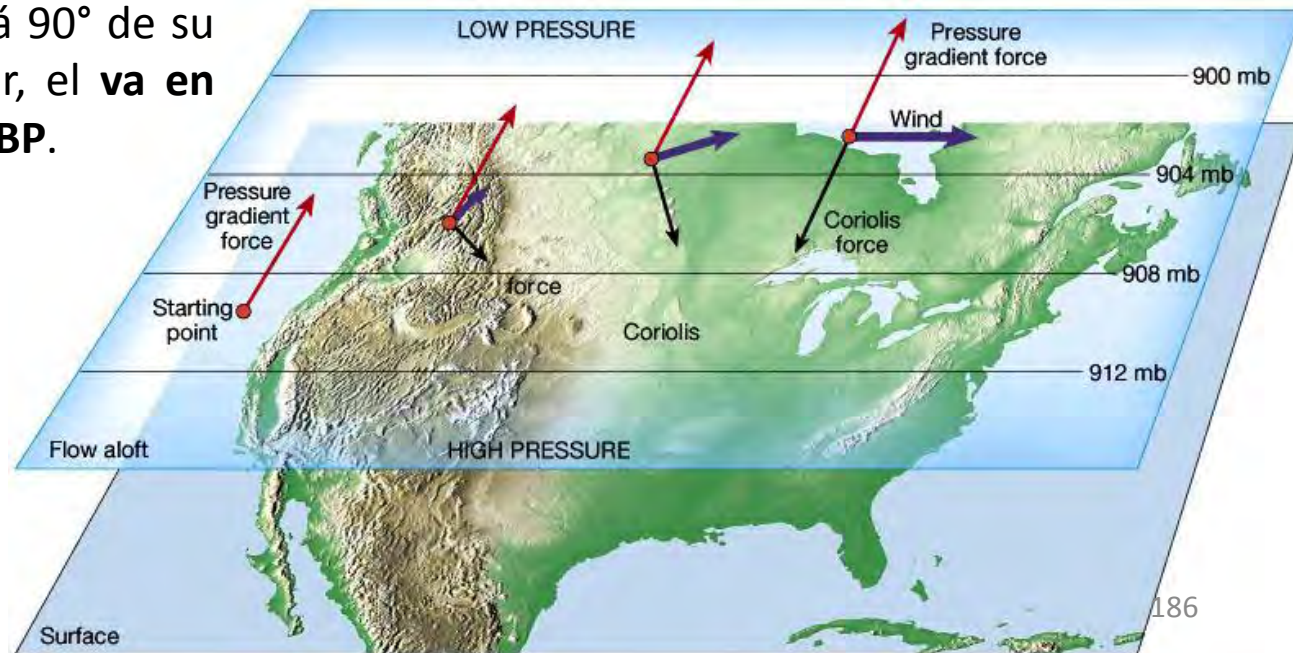 á 90° de su
r, el va en
BP.
LOW PRESSURE
Pressure
gradient force
900 mb
Wind
904 mb
Pressure
gradient
force
Coriolis
force
908 mb
force
Starting
point
Coriolis
912 mb
Flow aloft
HIGH PRESSURE
186
Surface